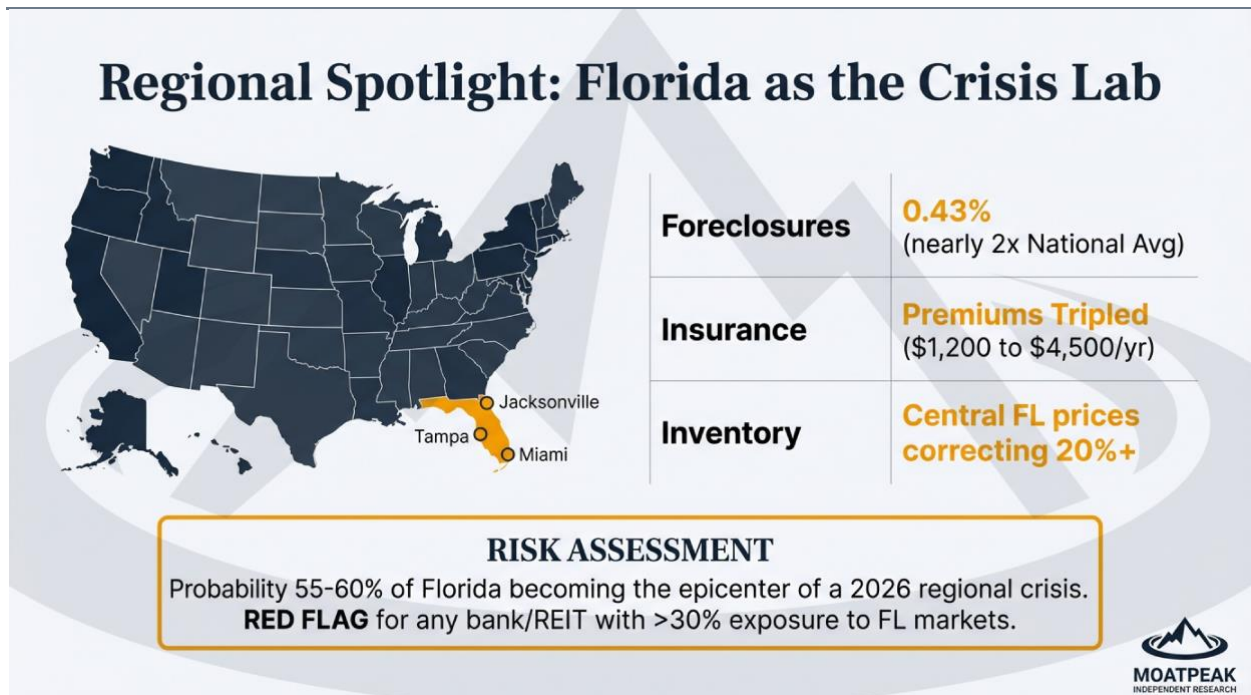 Regional Spotlight: Florida as the Crisis Lab
Jacksonville
Tampa
Miami
Foreclosures
0.43%
(nearly 2x National Avg)
Insurance
Premiums Tripled
($1,200 to $4,500/yr)
Inventory
Central FL prices
correcting 20%+
RISK ASSESSMENT
Probability 55-60% of Florida becoming the epicenter of a 2026 regional crisis.
RED FLAG for any bank/REIT with >30% exposure to FL markets.
MOATPEAK
INDEPENDENT RESEARCH